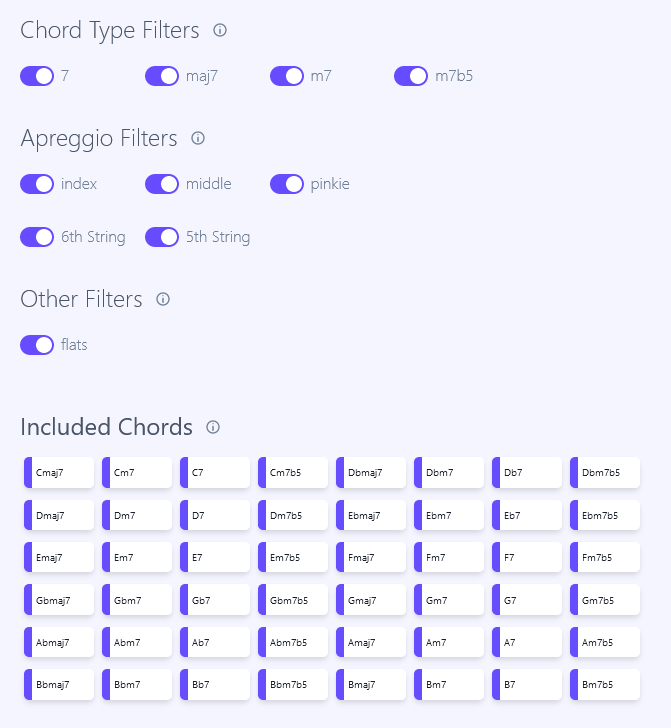 Chord Type Filters
7 maj7 m7 m7b5
Apreggio Filters
index middle pinkie
6th String 5th String
Other Filters
flats
Included Chords
Cmaj7 Cm7 C7 Cm7b5 Dbmaj7 Dbm7 Db7 Dbm7b5
Dmaj7 Dm7 D7 Dm7b5 Ebmaj7 Ebm7 Eb7 Ebm7b5
Emaj7 Em7 E7 Em7b5 Fmaj7 Fm7 F7 Fm7b5
Gbmaj7 Gbm7 Gb7 Gbm7b5 Gmaj7 Gm7 G7 Gm7b5
Abmaj7 Abm7 Ab7 Abm7b5 Amaj7 Am7 A7 Am7b5
Bbmaj7 Bbm7 Bb7 Bbm7b5 Bmaj7 Bm7 B7 Bm7b5